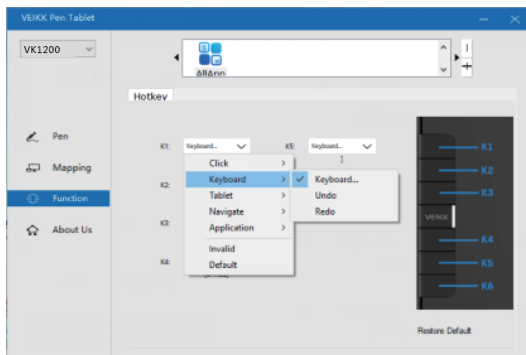 VEIKK Pen Tablet
VK1200
AllApp
Hotkey
Pen
Mapping
Function
About Us
K1: Keyboard...
K5: Keyboard...
]
K2:
K3:
K4:
Click
Keyboard
Tablet
Navigate
Application
Invalid
Default
Keyboard...
Undo
Redo
K1
K2
K3
VEIKK
K4
K5
K6
Restore Default